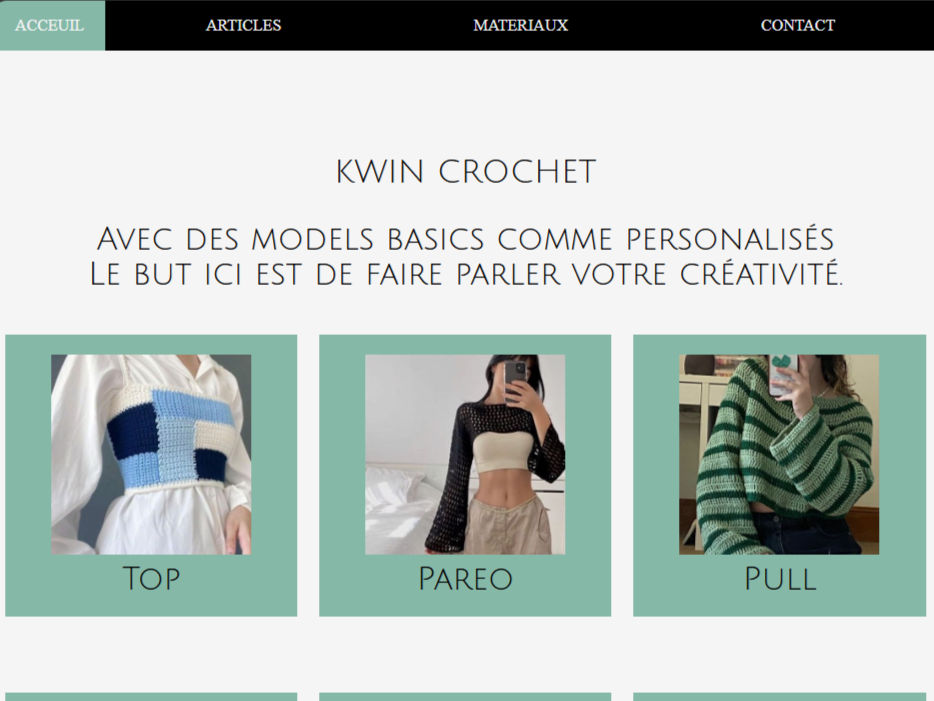 ACCEUIL ARTICLES MATERIAUX CONTACT
KWIN CROCHET
Avec des models basics comme personalisés
Le but ici est de faire parler votre créativité.
Top Pareo Pull